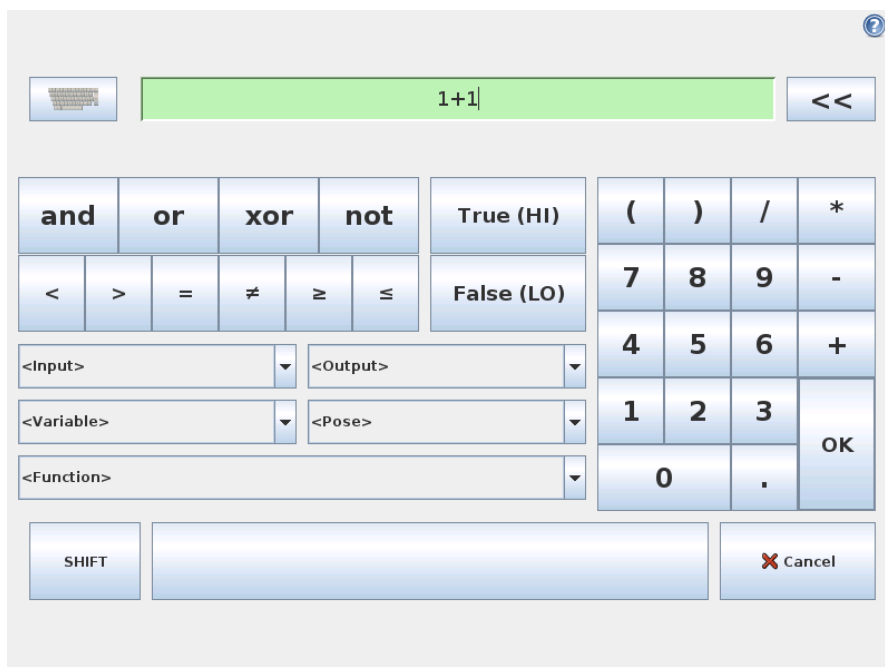 ?
1+1
<<
and or xor not True (HI) ( ) / *
< > = ≠ ≥ ≤ False (LO) 7 8 9 -
<Input> <Output> 4 5 6 +
<Variable> <Pose> 1 2 3 OK
<Function> 0 .
SHIFT Cancel